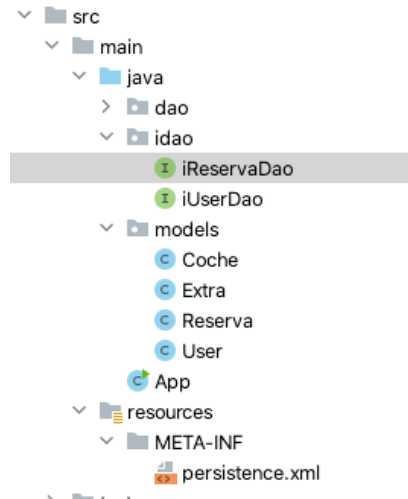 src
main
java
dao
idao
iReservaDao
iUserDao
models
Coche
Extra
Reserva
User
App
resources
META-INF
persistence.xml